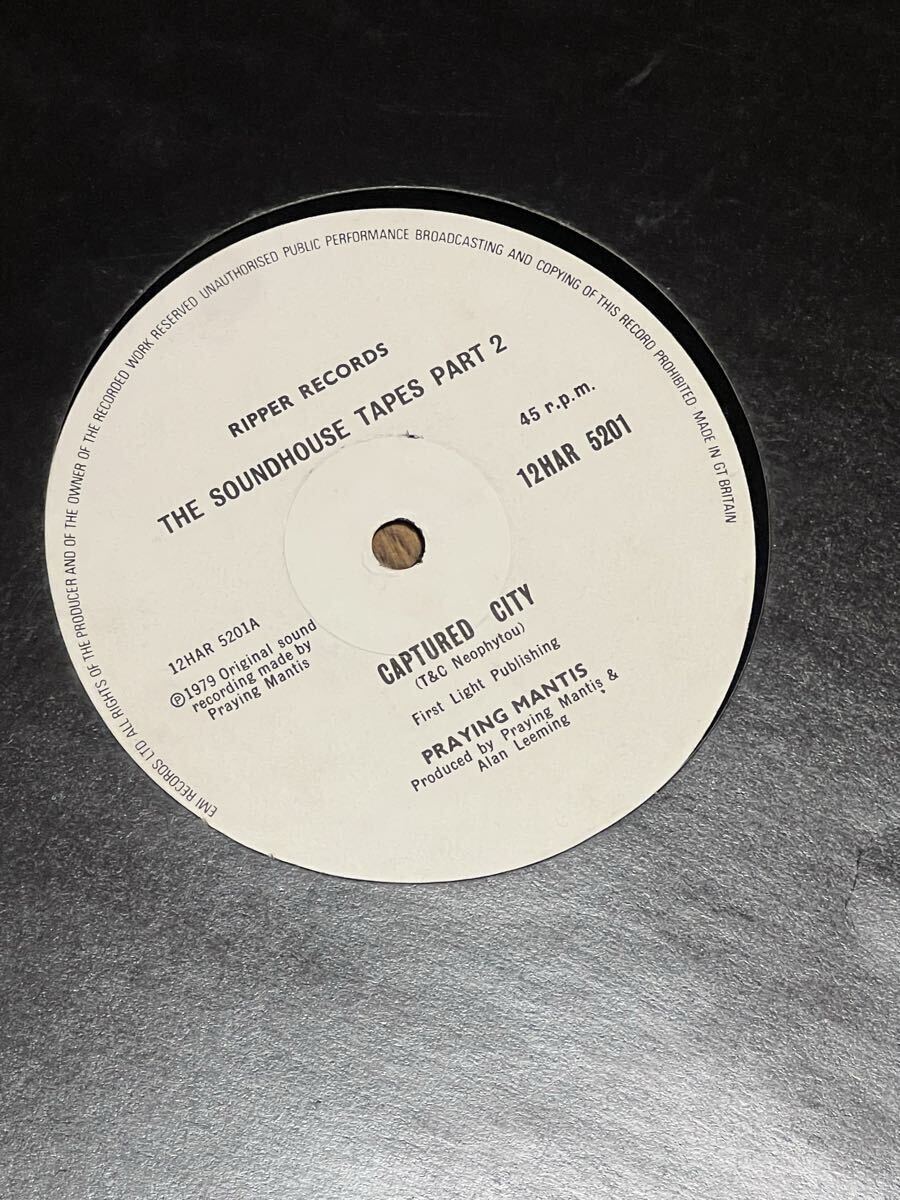 EMI RECORDS LTD ALL RIGHTS OF THE PRODUCER AND OF THE OWNER OF THE RECORDED WORK RESERVED UNAUTHORISED PUBLIC PERFORMANCE BROADCASTING AND COPYING OF THIS RECORD PROHIBITED MADE IN GT BRITAIN
RIPPER RECORDS
THE SOUNDHOUSE TAPES PART 2
45 r.p.m.
12HAR 5201
12HAR 5201A
℗1979 Original sound
recording made by
Praying Mantis
CAPTURED CITY
(T&C Neophytou)
First Light Publishing
PRAYING MANTIS
Produced by Praying Mantis &
Alan Leeming